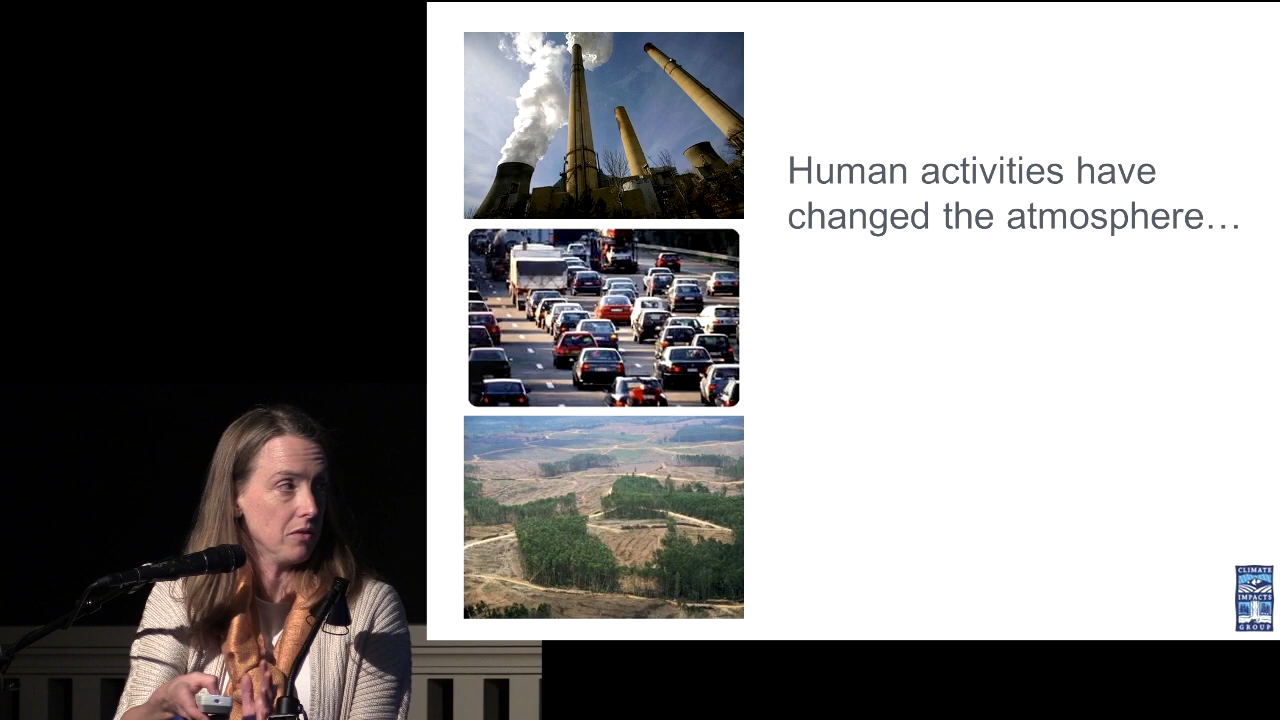 Human activities have
changed the atmosphere…
CLIMATE
IMPACTS
GROUP